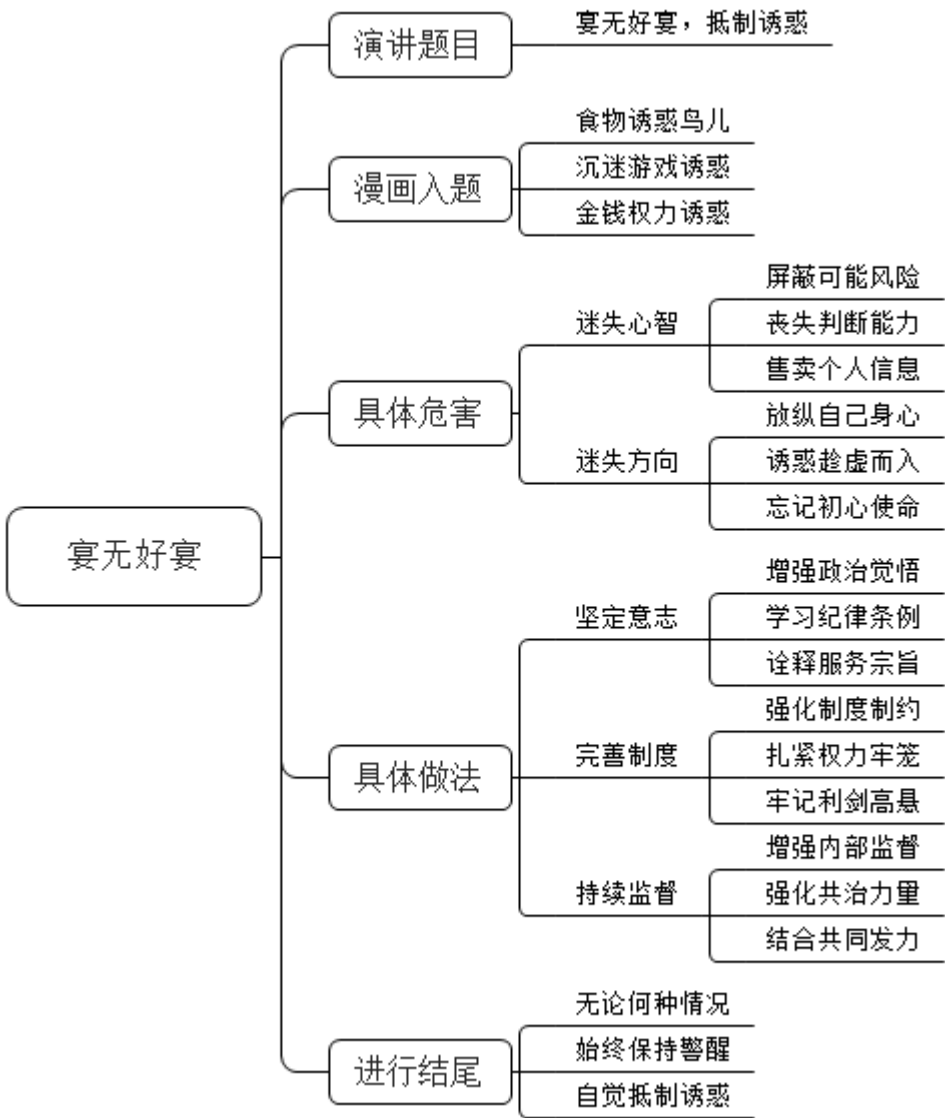 演讲题目
宴无好宴，抵制诱惑
漫画入题
食物诱惑鸟儿
沉迷游戏诱惑
金钱权力诱惑
具体危害
迷失心智
屏蔽可能风险
丧失判断能力
售卖个人信息
迷失方向
放纵自己身心
诱惑趁虚而入
忘记初心使命
宴无好宴
具体做法
坚定意志
增强政治觉悟
学习纪律条例
诠释服务宗旨
完善制度
强化制度制约
扎紧权力牢笼
牢记利剑高悬
持续监督
增强内部监督
强化共治力量
结合共同发力
进行结尾
无论何种情况
始终保持警醒
自觉抵制诱惑